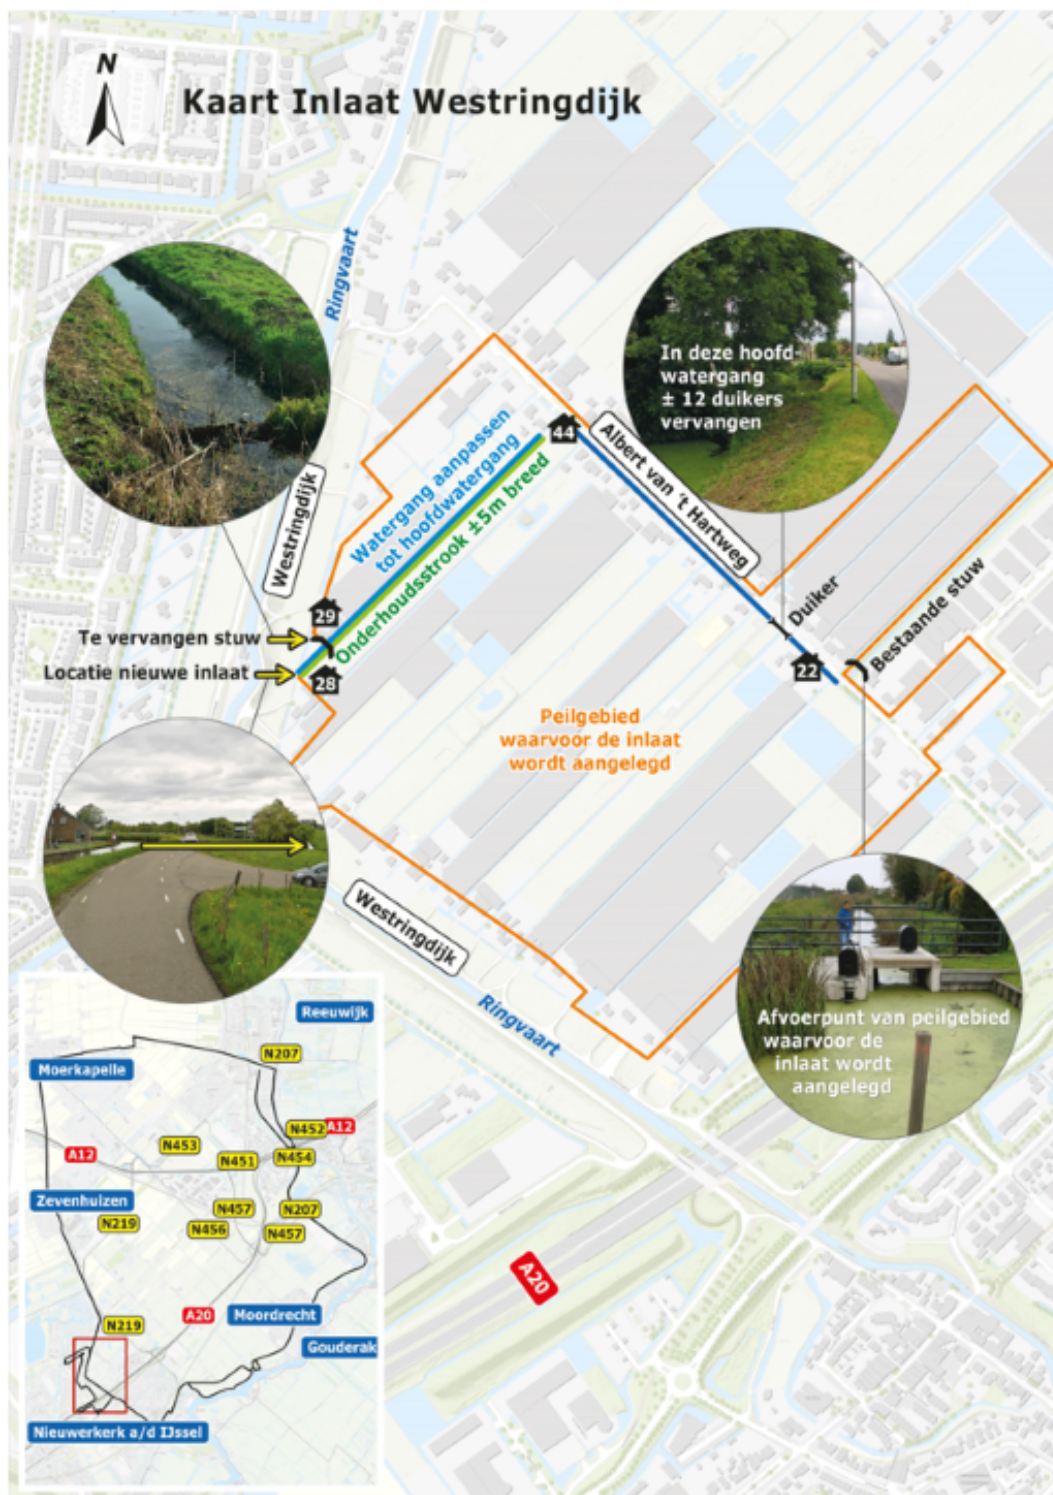 N
Kaart Inlaat Westringdijk
Ringvaart
In deze hoofd-
watergang
± 12 duikers
vervangen
44
Albert van 't Hartweg
Watergang aanpassen
tot hoofdwatergang
Onderhoudsstrook ±5m breed
Westringdijk
29
Te vervangen stuw
Locatie nieuwe inlaat
28
Duiker
22
Bestaande stuw
Peilgebied
waarvoor de inlaat
wordt aangelegd
Westringdijk
Ringvaart
Afvoerpunt van peilgebied
waarvoor de
inlaat wordt
aangelegd
A20
Reeuwijk
N207
Moerkapelle
N452
A12
N453
A12
N451
N454
Zevenhuizen
N219
N457
N207
N456
N457
A20
Moordrecht
N219
Gouderak
Nieuwerkerk a/d IJssel